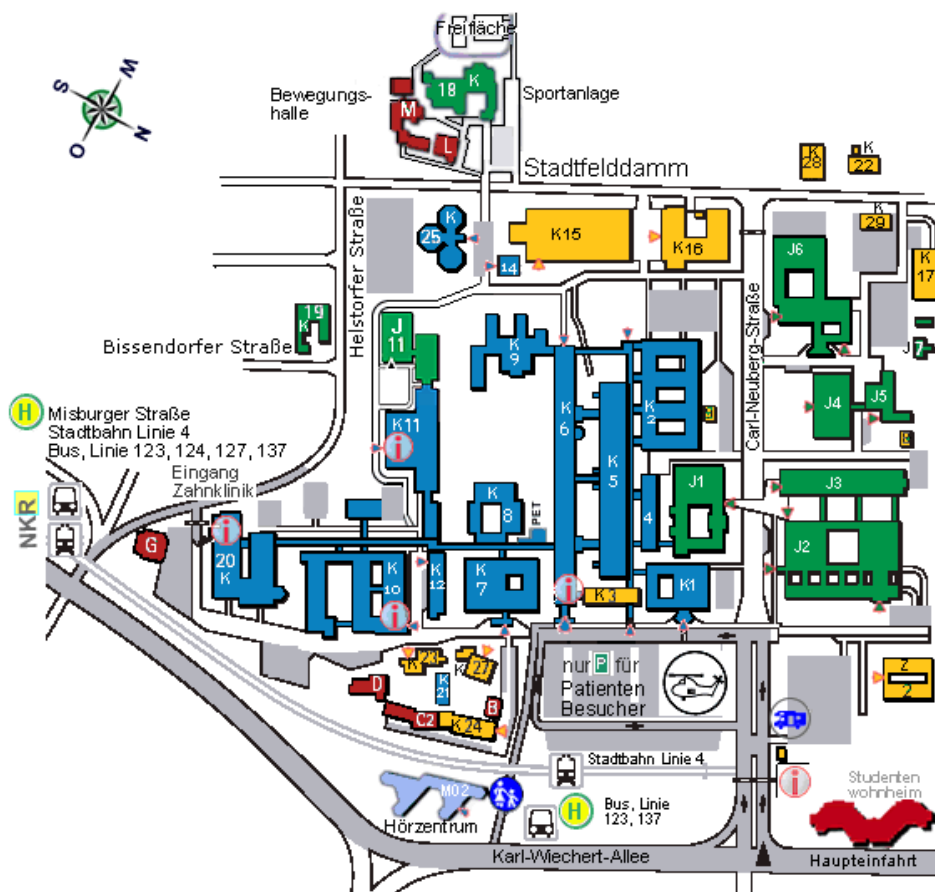 Freifläche
W
S
N
O
18 K
Bewegungs-
halle
M
L
Sportanlage
Stadtfelddamm
K
28
K
22
K
29
K
17
K
25
14
K15
K16
J6
Helstorfer Straße
19
K
Bissendorfer Straße
J
11
K
9
K
6
K
2
Carl-Neuberg-Straße
J 7
J4
J5
H
Misburger Straße
Stadtbahn Linie 4
Bus, Linie 123, 124, 127, 137
K11
i
K
5
Eingang
Zahnklinik
NKR
K
8
PET
4
J1
J3
J2
G
i
20
K
K
10
i
K
12
K
7
i
K 3
K1
K 23
K 27
K
21
D
C2
K 24
B
nur P für
Patienten
Besucher
Z
2
Stadtbahn Linie 4
i
M02
Hörzentrum
H
Bus, Linie
123, 137
Studenten
wohnheim
Karl-Wiechert-Allee
Haupteinfahrt